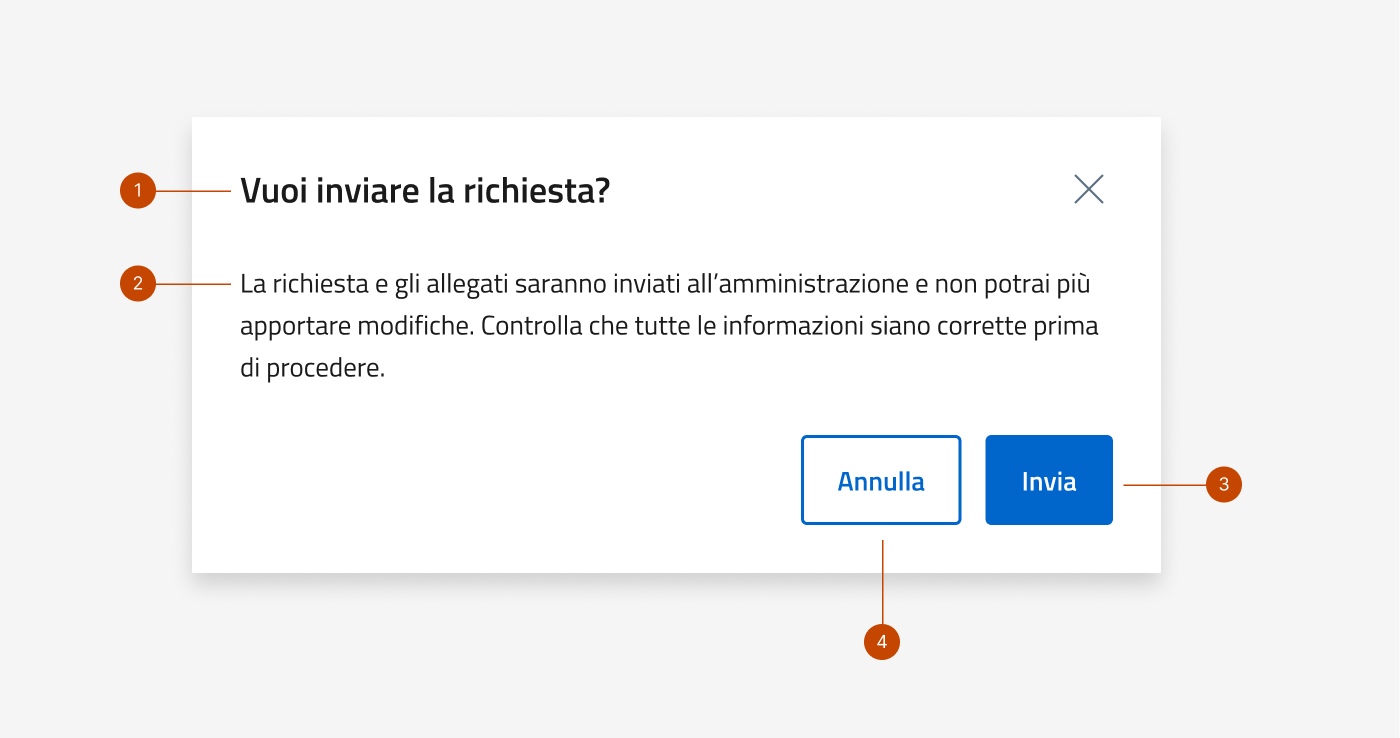 1
Vuoi inviare la richiesta?
2
La richiesta e gli allegati saranno inviati all’amministrazione e non potrai più
apportare modifiche. Controlla che tutte le informazioni siano corrette prima
di procedere.
Annulla
Invia
3
4